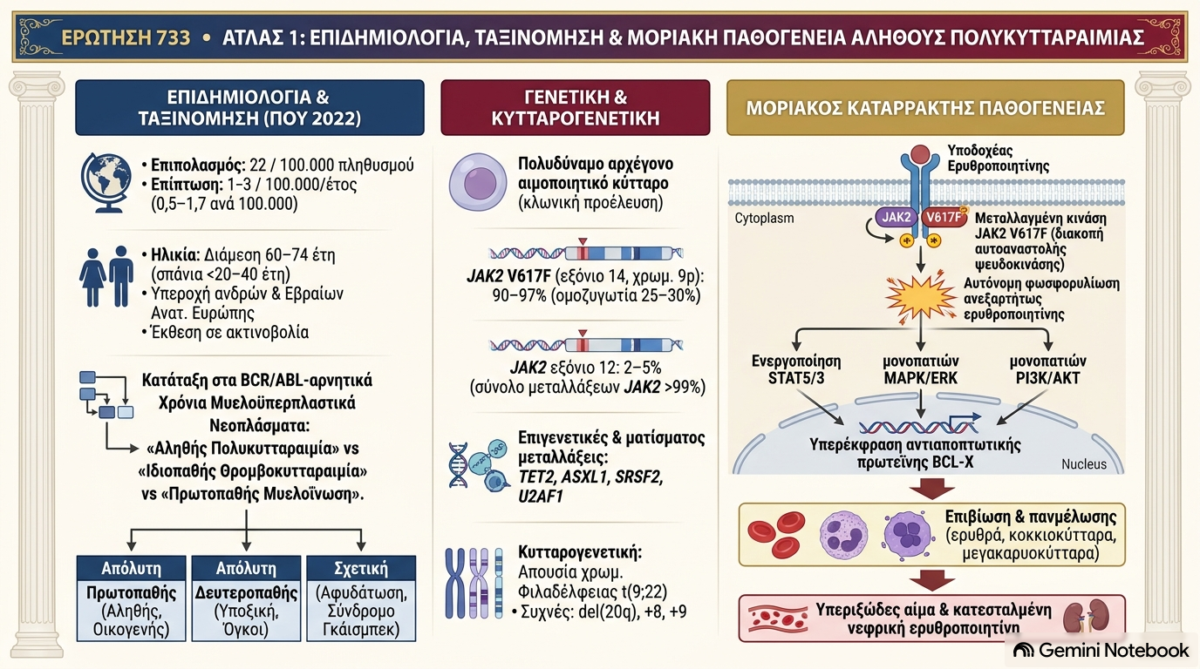 ΕΡΩΤΗΣΗ 733 • ΑΤΛΑΣ 1: ΕΠΙΔΗΜΙΟΛΟΓΙΑ, ΤΑΞΙΝΟΜΗΣΗ & ΜΟΡΙΑΚΗ ΠΑΘΟΓΕΝΕΙΑ ΑΛΗΘΟΥΣ ΠΟΛΥΚΥΤΤΑΡΑΙΜΙΑΣ
ΕΠΙΔΗΜΙΟΛΟΓΙΑ &
ΤΑΞΙΝΟΜΗΣΗ (ΠΟΥ 2022)
• Επιπολασμός: 22 / 100.000 πληθυσμού
• Επίπτωση: 1-3 / 100.000/έτος
(0,5–1,7 ανά 100.000)
• Ηλικία: Διάμεση 60–74 έτη
(σπάνια <20–40 έτη)
• Υπεροχή ανδρών & Εβραίων
Ανατ. Ευρώπης
• Έκθεση σε ακτινοβολία
Κατάταξη στα BCR/ABL-αρνητικά
Χρόνια Μυελοϋπερπλαστικά
Νεοπλάσματα:
«Αληθής Πολυκυτταραιμία» vs
«Ιδιοπαθής Θρομβοκυτταραιμία»
vs «Πρωτοπαθής Μυελοΐνωση».
Απόλυτη
Πρωτοπαθής
(Αληθής,
Οικογενής)
Απόλυτη
Δευτεροπαθής
(Υποξική,
Όγκοι)
Σχετική
(Αφυδάτωση,
Σύνδρομο
Γκάισμπεκ)
ΓΕΝΕΤΙΚΗ &
ΚΥΤΤΑΡΟΓΕΝΕΤΙΚΗ
Πολυδύναμο αρχέγονο
αιμοποιητικό κύτταρο
(κλωνική προέλευση)
JAK2 V617F (εξόνιο 14, χρωμ. 9p):
90–97% (ομοζυγωτία 25–30%)
JAK2 εξόνιο 12: 2–5%
(σύνολο μεταλλάξεων JAK2 >99%)
Επιγενετικές & ματίσματος
μεταλλάξεις:
TET2, ASXL1, SRSF2,
U2AF1
Κυτταρογενετική:
Απουσία χρωμ.
Φιλαδέλφειας t(9;22)
• Συχνές: del(20q), +8, +9
ΜΟΡΙΑΚΟΣ ΚΑΤΑΡΡΑΚΤΗΣ ΠΑΘΟΓΕΝΕΙΑΣ
Υποδοχέας
Ερυθροποιητίνης
Cytoplasm
JAK2
V617F
Μεταλλαγμένη κινάση
JAK2 V617F (διακοπή
αυτοαναστολής
ψευδοκινάσης)
Αυτόνομη φωσφορυλίωση
ανεξαρτήτως
ερυθροποιητίνης
Ενεργοποίηση
STAT5/3
μονοπατιών
MAPK/ERK
μονοπατιών
PI3K/AKT
Υπερέκφραση αντιαποπτωτικής
πρωτεΐνης BCL-X
Nucleus
Επιβίωση & πανμέλωσης
(ερυθρά, κοκκιοκύτταρα,
μεγακαρυοκύτταρα)
Υπεριξώδες αίμα & κατεσταλμένη
νεφρική ερυθροποιητίνη
Gemini Notebook